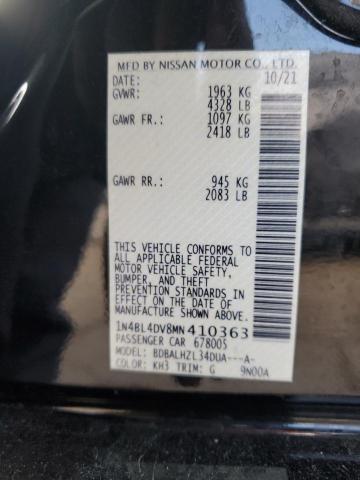 MFD BY NISSAN MOTOR CO., LTD.
DATE: 10/21
GVWR: 1963 KG
4328 LB
GAWR FR.: 1097 KG
2418 LB
GAWR RR.: 945 KG
2083 LB
THIS VEHICLE CONFORMS TO
ALL APPLICABLE FEDERAL
MOTOR VEHICLE SAFETY,
BUMPER, AND THEFT
PREVENTION STANDARDS IN
EFFECT ON THE DATE OF
MANUFACTURE SHOWN ABOVE.
1N4BL4DV8MN410363
PASSENGER CAR 678005
MODEL: BDBALHZL34DUA---A-
COLOR: KH3 TRIM: G 9N00A